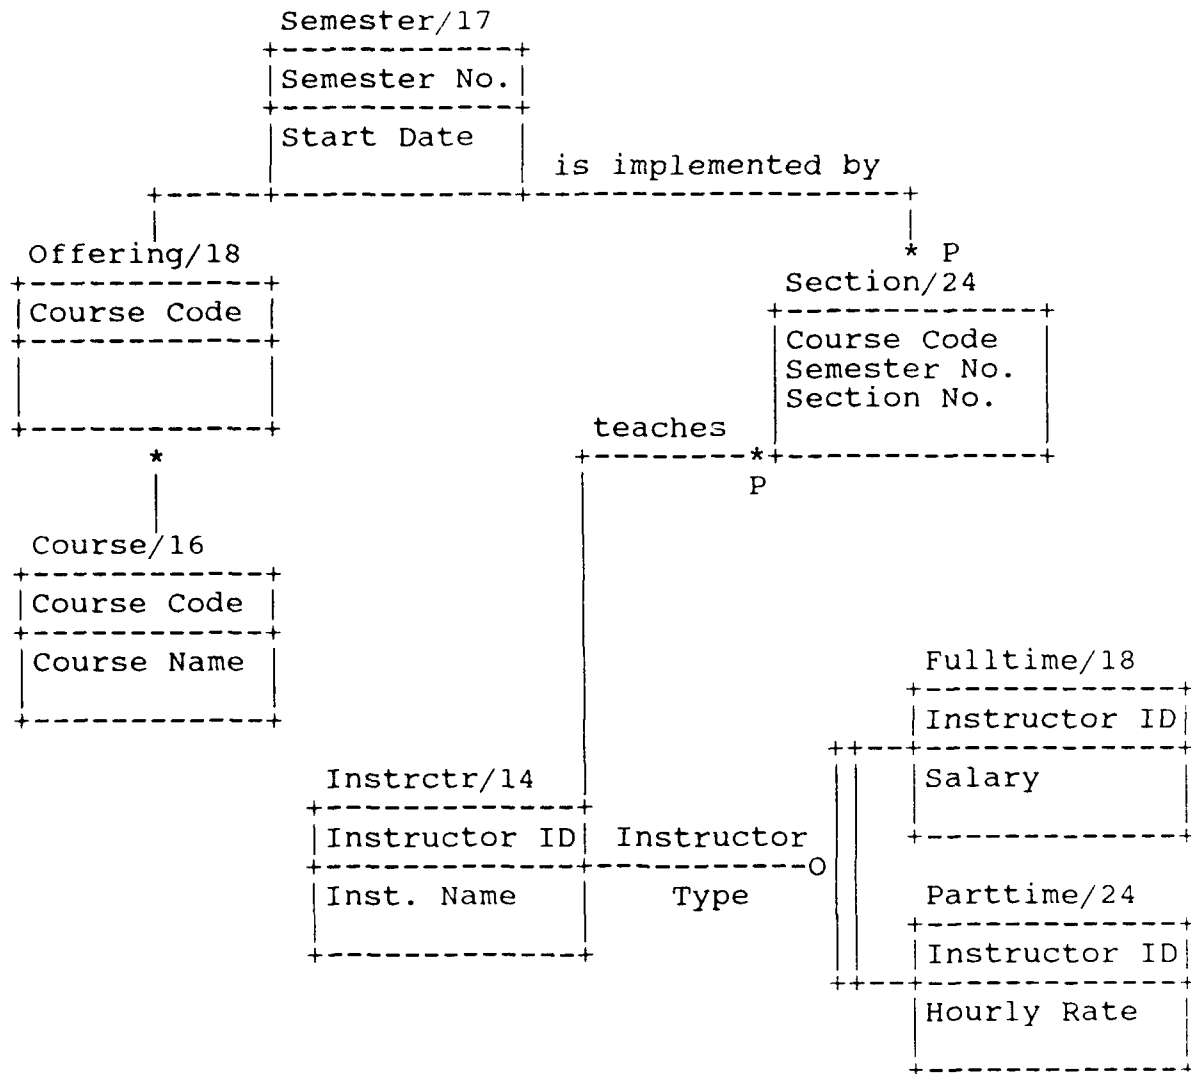 Semester/17
Semester No.
Start Date
is implemented by
Offering/18
* P
Course Code
Section/24
Course Code
Semester No.
Section No.
teaches
*
*
P
Course/16
Course Code
Course Name
Fulltime/18
Instructor ID
Salary
Instrctr/14
Instructor ID
Instructor
O
Inst. Name
Type
Parttime/24
Instructor ID
Hourly Rate